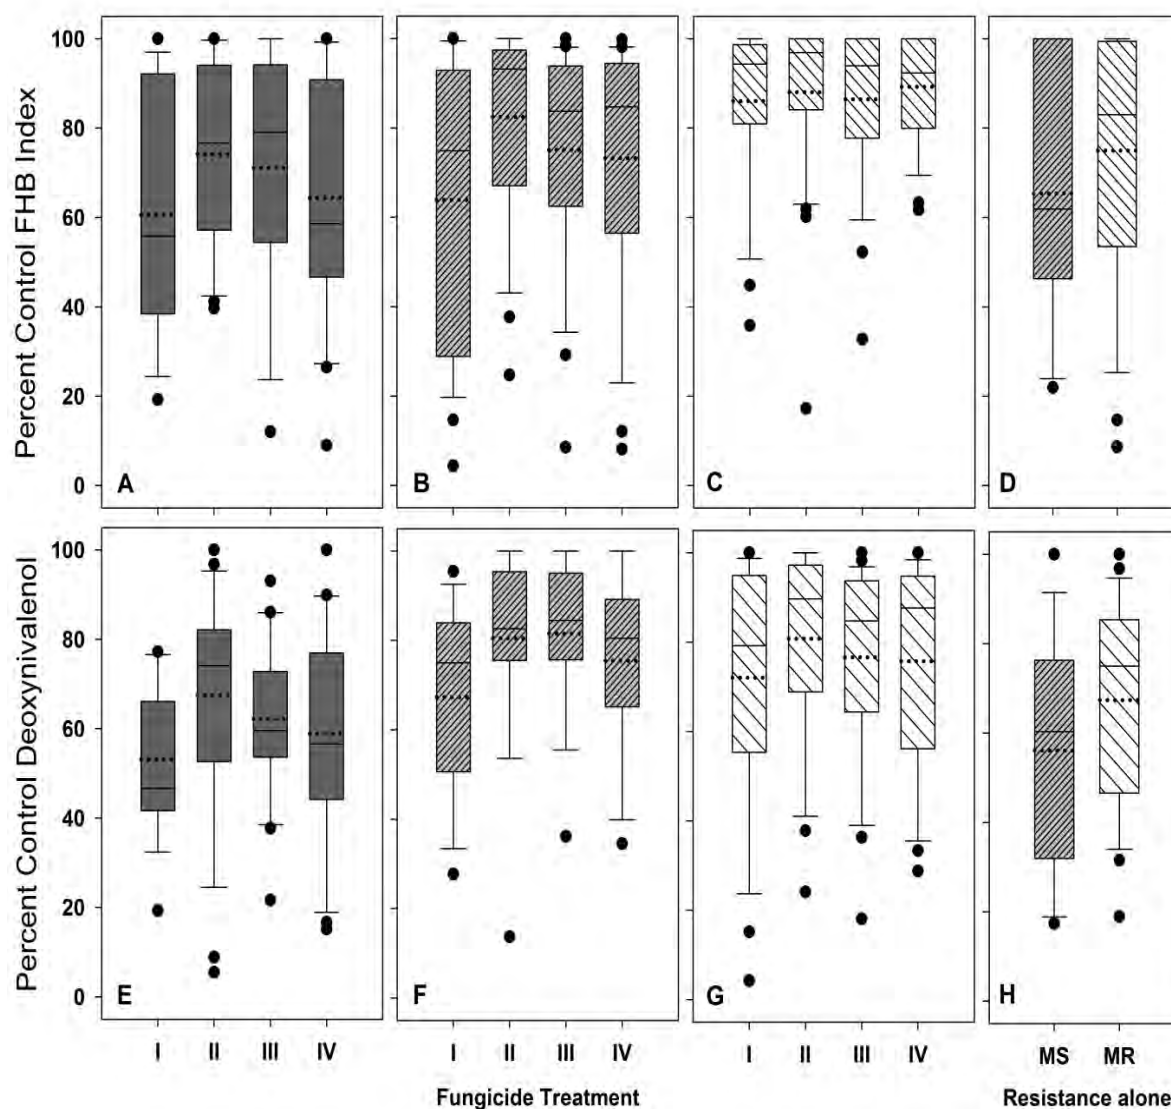 Percent Control FHB Index
100
80
60
40
20
0
A
B
C
D
Percent Control Deoxynivalenol
100
80
60
40
20
0
E
F
G
H
I II III IV I II III IV I II III IV MS MR
Fungicide Treatment Resistance alone